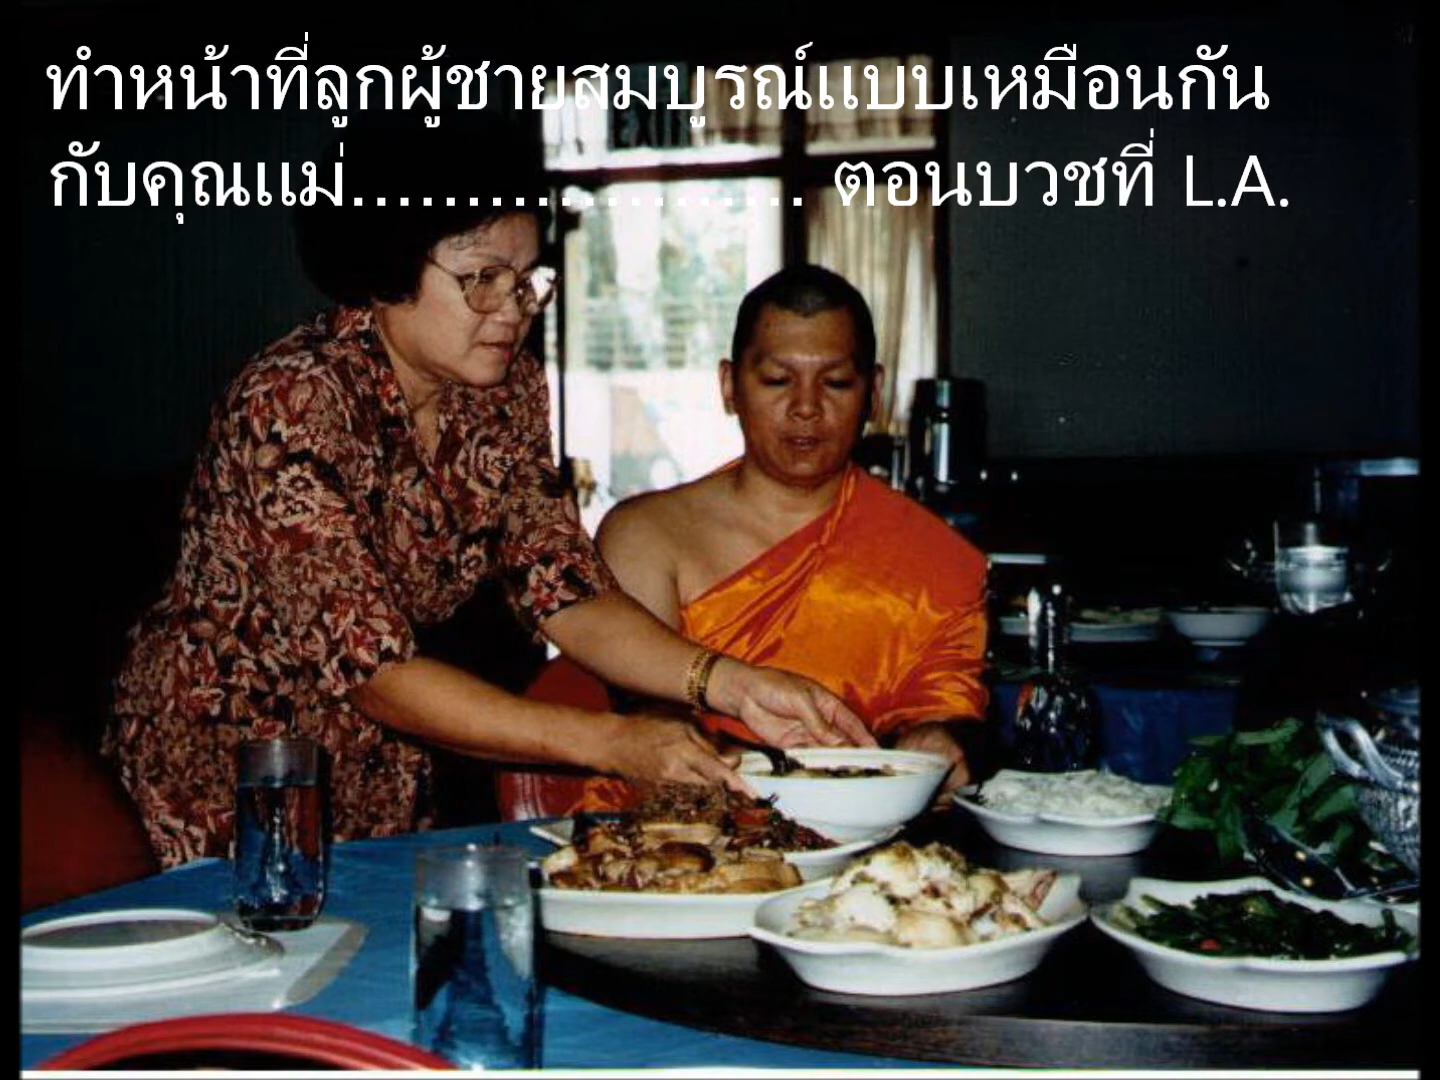 ทำหน้าที่ลูกผู้ชายสมบูรณ์แบบเหมือนกัน
กับคุณแม่.................... ตอนบวชที่ L.A.